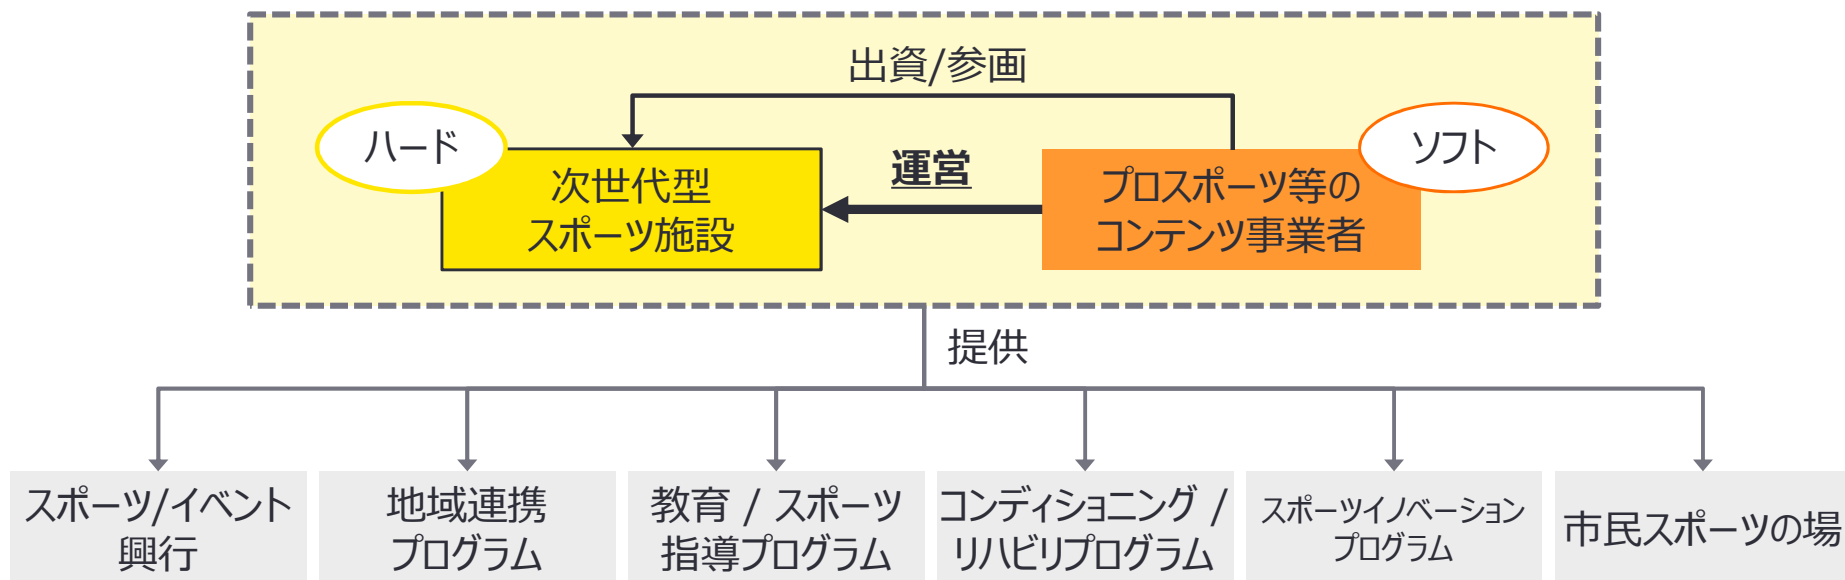 出資/参画
ハード
ソフト
運営
次世代型
スポーツ施設
プロスポーツ等の
コンテンツ事業者
提供
スポーツ/イベント
興行
地域連携
プログラム
教育 / スポーツ
指導プログラム
コンディショニング /
リハビリプログラム
スポーツイノベーション
プログラム
市民スポーツの場